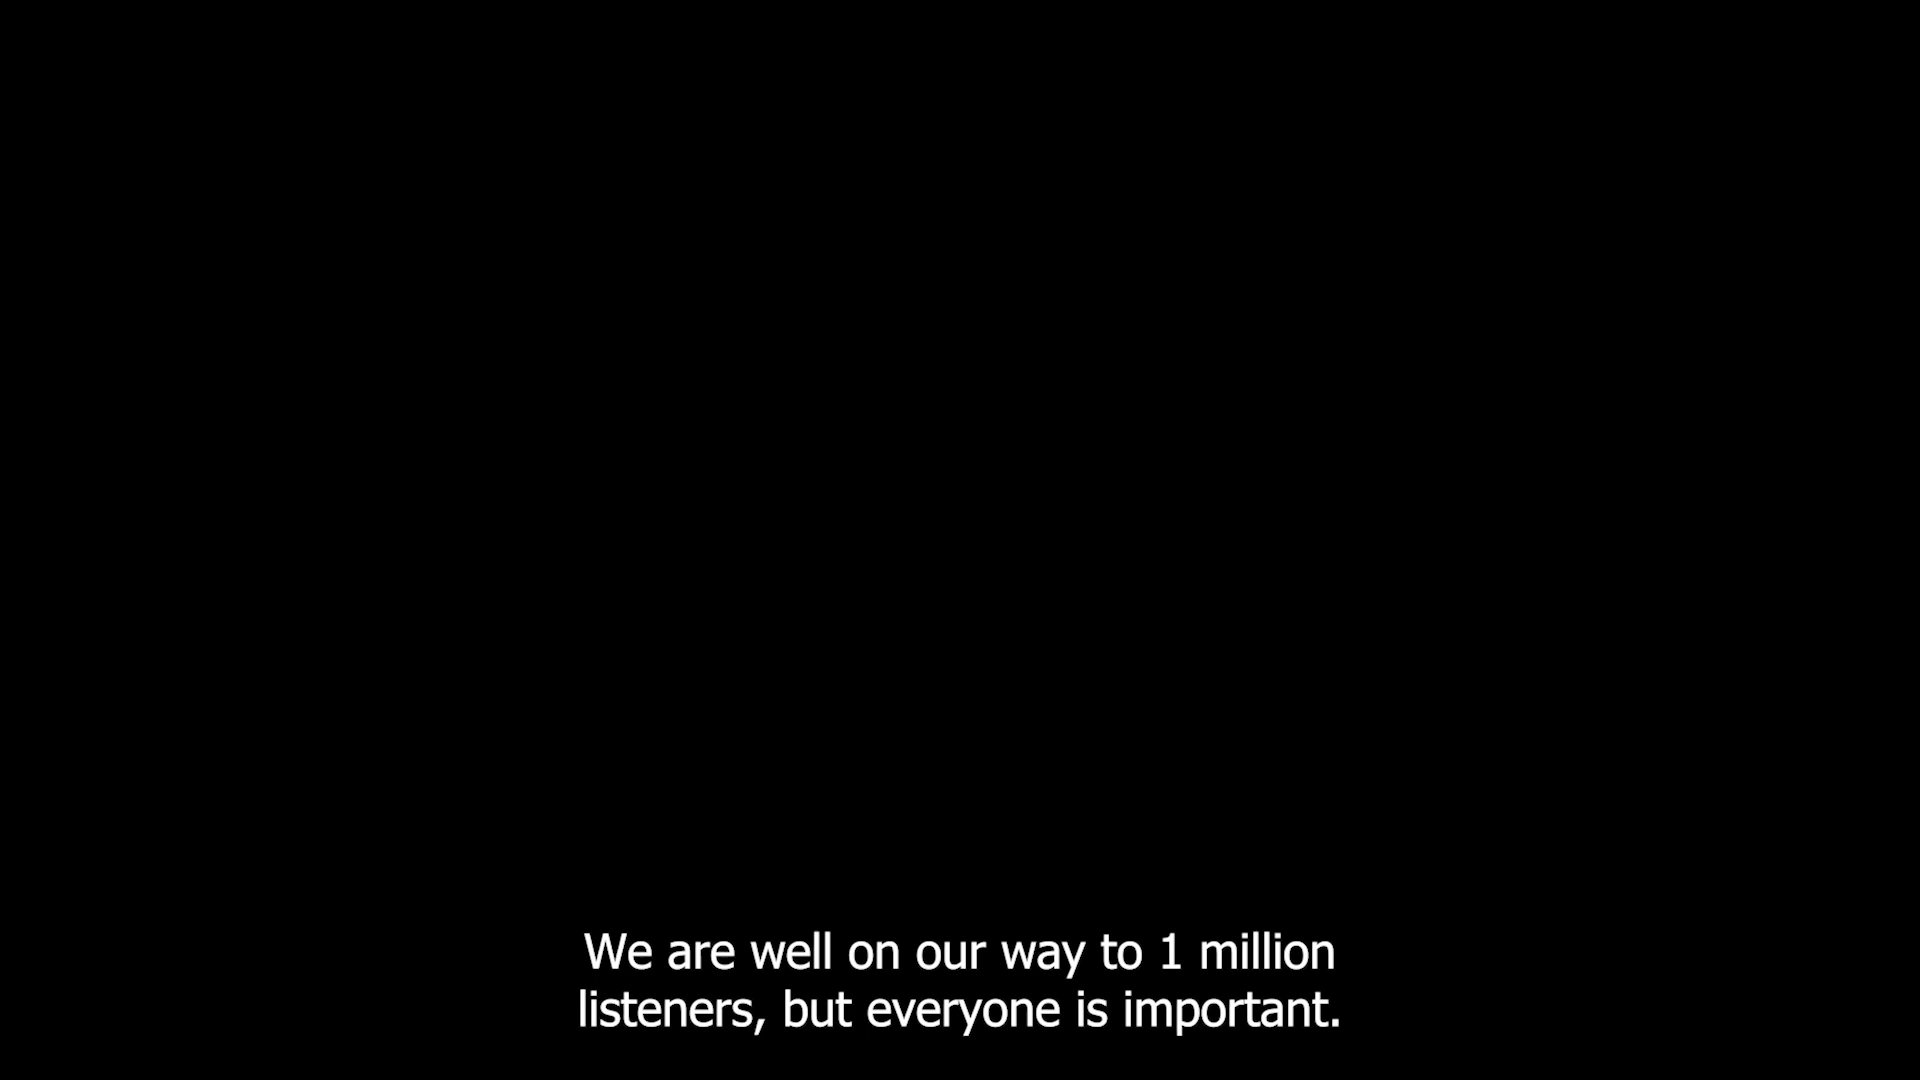 We are well on our way to 1 million
listeners, but everyone is important.